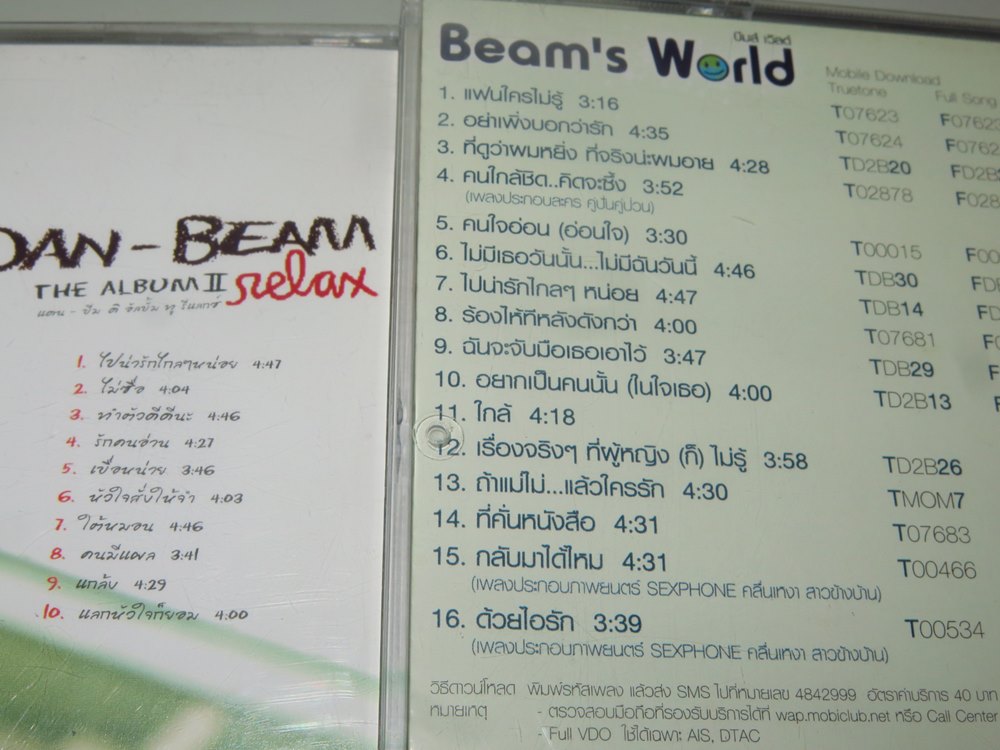 DAN - BEAM
THE ALBUM II relax
แดน - บีม ดิ อัลบั้ม ทู รีแลกซ์
1. ไปน่ารักไกลๆหน่อย 4:47
2. ไม่ซื่อ 4:04
3. ทำตัวดีดีนะ 4:46
4. รักคนอ่าน 4:27
5. เบื่อหน่าย 3:46
6. หัวใจสั่งให้จำ 4:03
7. ใต้หมอน 4:46
8. คนมีแผล 3:41
9. แกล้ง 4:29
10. แลกหัวใจก็ยอม 4:00
บีมส์ เวิลด์
Beam's World
Mobile Download
Truetone Full Song
1. แฟนใครไม่รู้ 3:16 T07623 F07623
2. อย่าเพิ่งบอกว่ารัก 4:35 T07624 F0762
3. ที่ดูว่าผมหยิ่ง ที่จริงน่ะผมอาย 4:28 TD2B20 FD2B
4. คนใกล้ชิด..คิดจะซึ้ง 3:52 T02878 F028
(เพลงประกอบละคร คู่ปั่นคู่ป่วน)
5. คนใจอ่อน (อ่อนใจ) 3:30 T00015 F00
6. ไม่มีเธอวันนั้น...ไม่มีฉันวันนี้ 4:46 TDB30 FD
7. ไปน่ารักไกลๆ หน่อย 4:47 TDB14 FD
8. ร้องไห้ทีหลังดังกว่า 4:00 T07681 F
9. ฉันจะจับมือเธอเอาไว้ 3:47 TDB29 F
10. อยากเป็นคนนั้น (ในใจเธอ) 4:00 TD2B13
11. ใกล้ 4:18
12. เรื่องจริงๆ ที่ผู้หญิง (ก็) ไม่รู้ 3:58 TD2B26
13. ถ้าแม่ไม่...แล้วใครรัก 4:30 TMOM7
14. ที่คั่นหนังสือ 4:31 T07683
15. กลับมาได้ไหม 4:31 T00466
(เพลงประกอบภาพยนตร์ SEXPHONE คลื่นเหงา สาวข้างบ้าน)
16. ด้วยไอรัก 3:39 T00534
(เพลงประกอบภาพยนตร์ SEXPHONE คลื่นเหงา สาวข้างบ้าน)
วิธีดาวน์โหลด พิมพ์รหัสเพลง แล้วส่ง SMS ไปที่หมายเลข 4842999 อัตราค่าบริการ 40 บาท
หมายเหตุ - ตรวจสอบมือถือที่รองรับบริการได้ที่ wap.mobiclub.net หรือ Call Center
- Full VDO ใช้ได้เฉพาะ AIS, DTAC